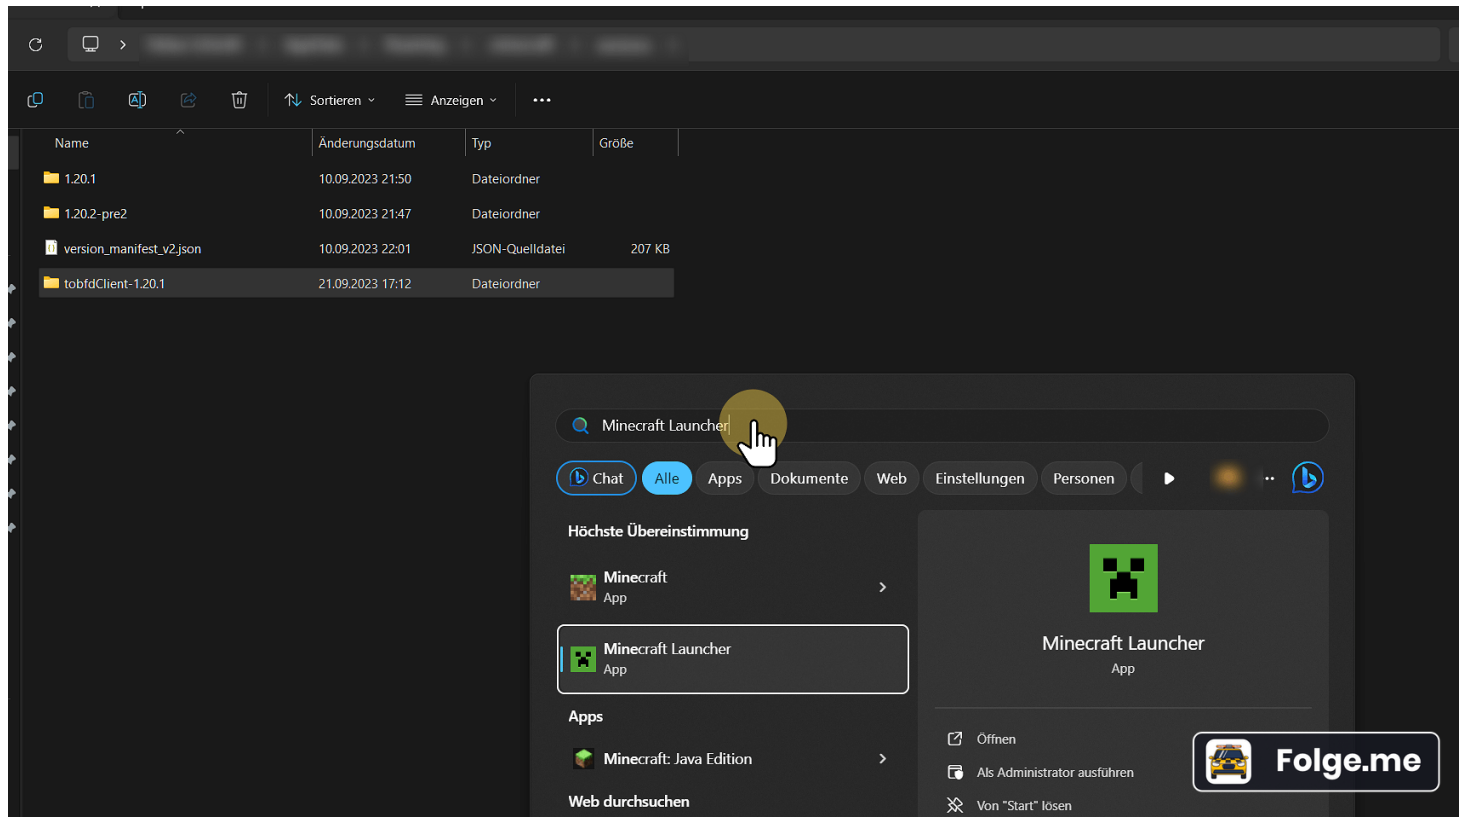 Sortieren Anzeigen
Name Änderungsdatum Typ Größe
1.20.1 10.09.2023 21:50 Dateiordner
1.20.2-pre2 10.09.2023 21:47 Dateiordner
version_manifest_v2.json 10.09.2023 22:01 JSON-Quelldatei 207 KB
tobfdClient-1.20.1 21.09.2023 17:12 Dateiordner
Minecraft Launcher
Chat Alle Apps Dokumente Web Einstellungen Personen
Höchste Übereinstimmung
Minecraft
App
Minecraft Launcher
App
Apps
Minecraft: Java Edition
Web durchsuchen
Minecraft Launcher
App
Öffnen
Als Administrator ausführen
Von "Start" lösen
Folge.me